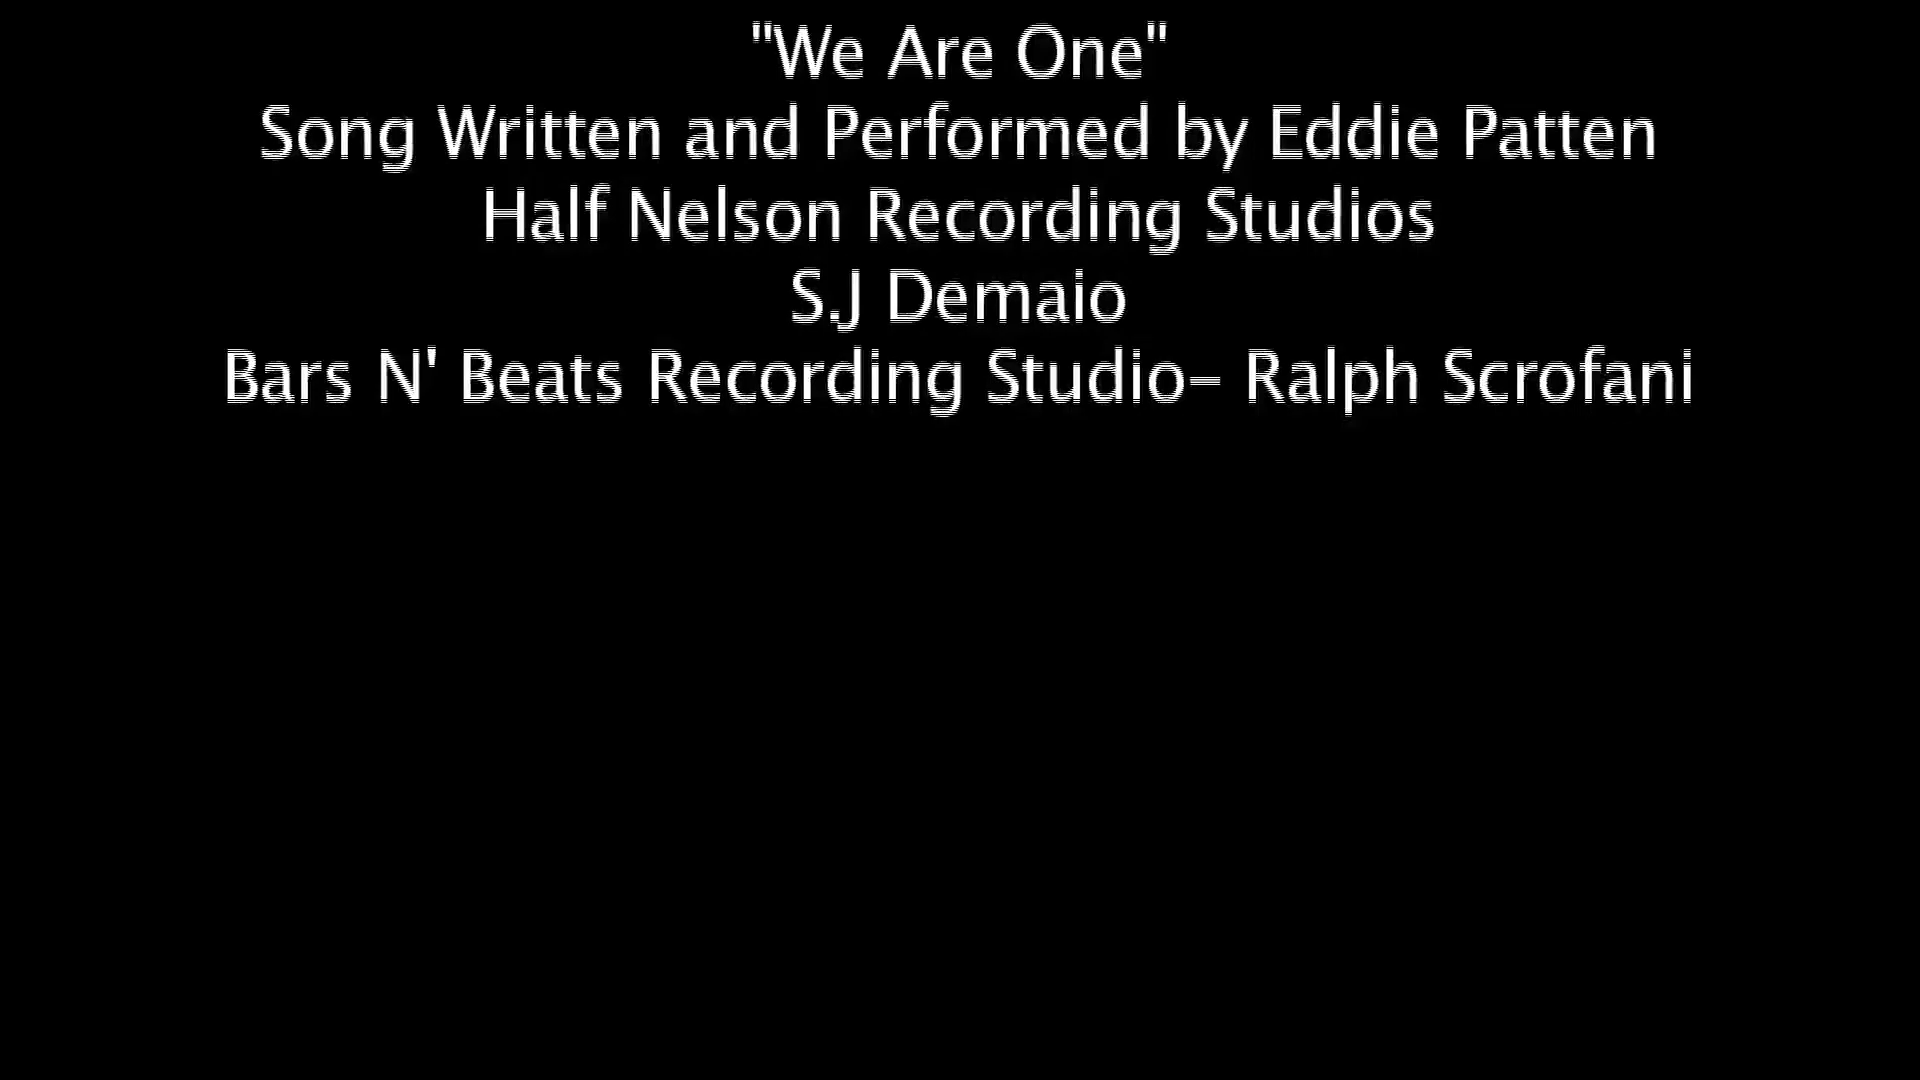 "We Are One"
Song Written and Performed by Eddie Patten
Half Nelson Recording Studios
S.J Demaio
Bars N' Beats Recording Studio- Ralph Scrofani